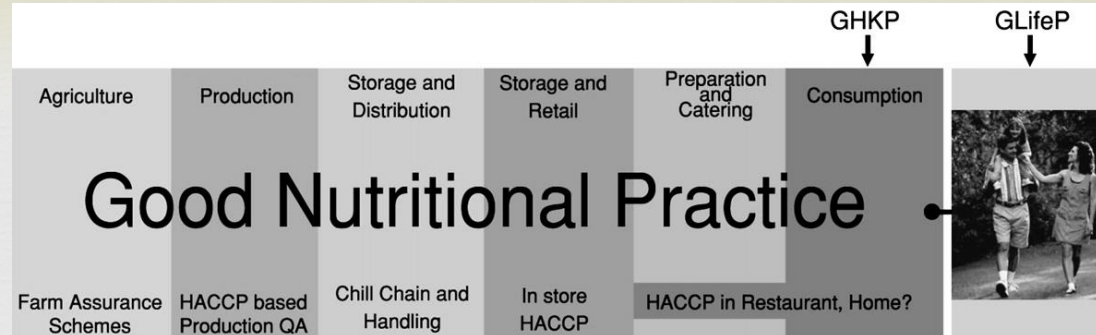 GHKP GLifeP
Agriculture
Production
Storage and
Distribution
Storage and
Retail
Preparation
and
Catering
Consumption
Good Nutritional Practice
Farm Assurance
Schemes
HACCP based
Production QA
Chill Chain and
Handling
In store
HACCP
HACCP in Restaurant, Home?